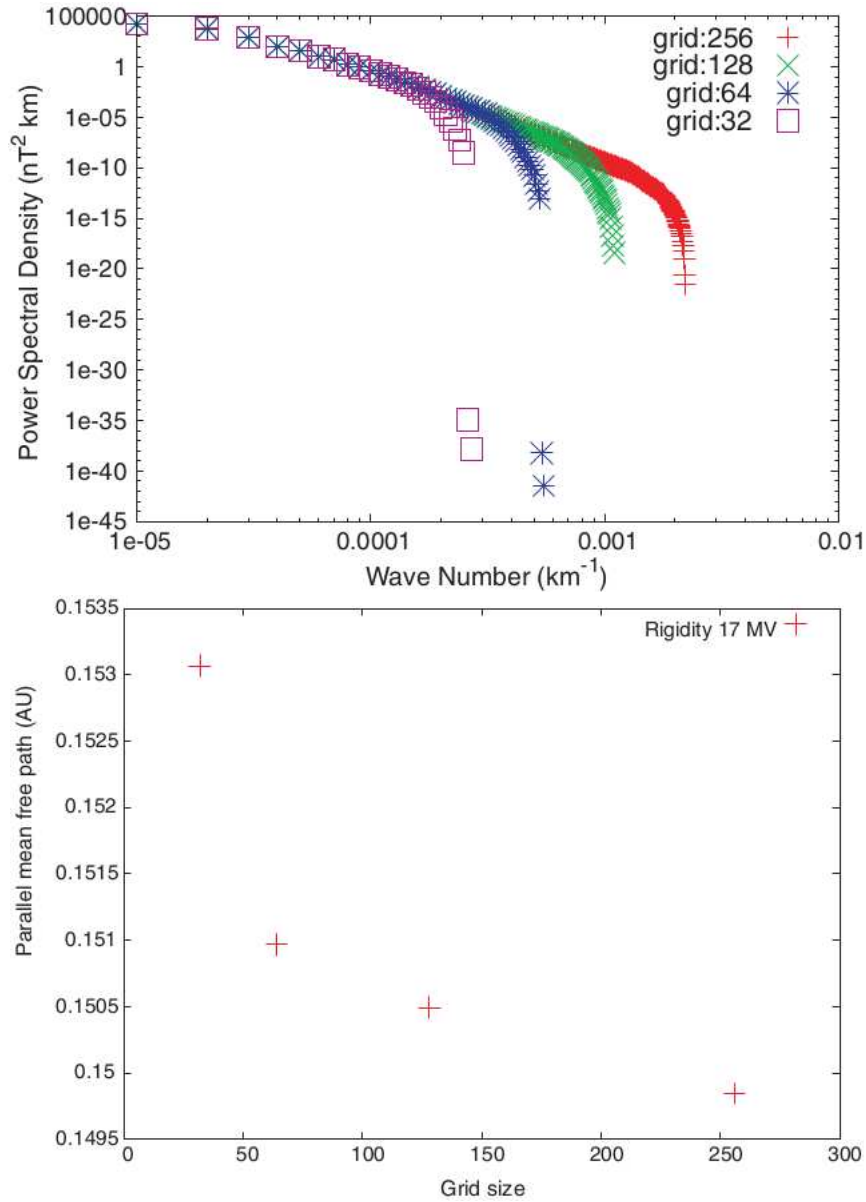 100000
1
1e-05
1e-10
1e-15
1e-20
1e-25
1e-30
1e-35
1e-40
1e-45
Power Spectral Density (nT² km)
grid:256
grid:128
grid:64
grid:32
1e-05 0.0001 0.001 0.01
Wave Number (km⁻¹)
0.1535
0.153
0.1525
0.152
0.1515
0.151
0.1505
0.15
0.1495
Parallel mean free path (AU)
Rigidity 17 MV
0 50 100 150 200 250 300
Grid size